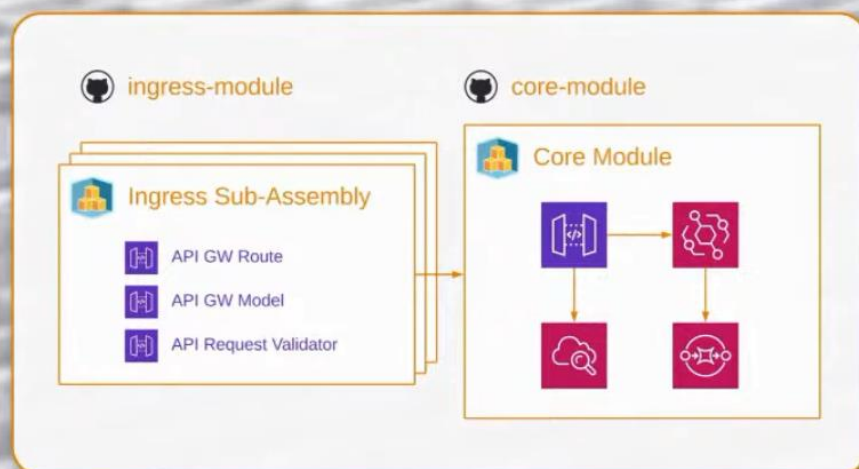 ingress-module
core-module
Ingress Sub-Assembly
API GW Route
API GW Model
API Request Validator
Core Module